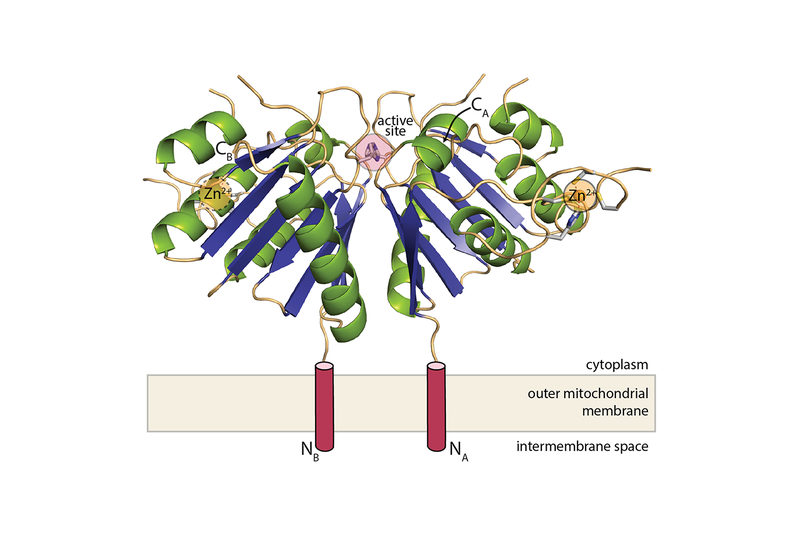 active
site
C_A
C_B
Zn²⁺
Zn²⁺
cytoplasm
outer mitochondrial
membrane
intermembrane space
N_B
N_A